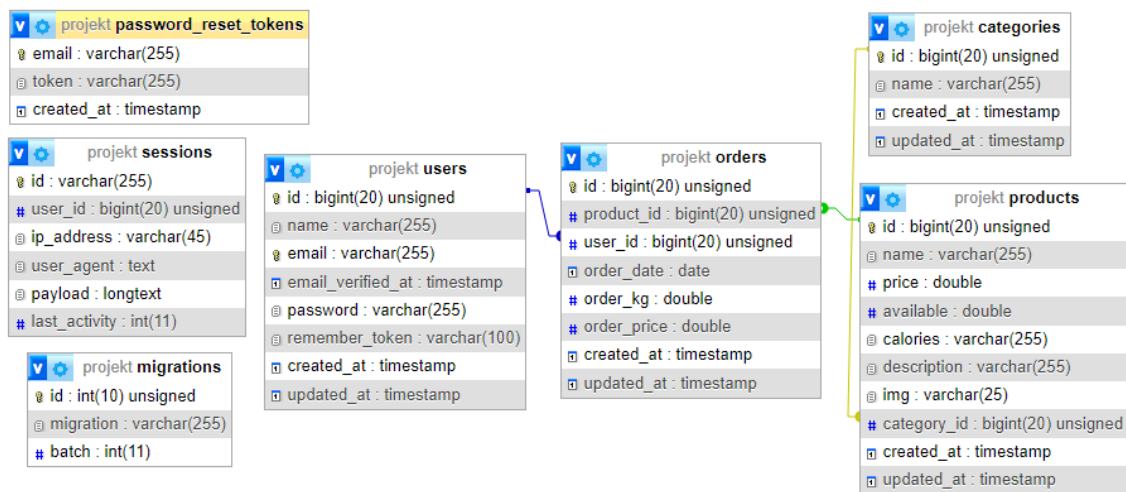 v projekt password_reset_tokens
email : varchar(255)
token : varchar(255)
created_at : timestamp
v projekt sessions
id : varchar(255)
# user_id : bigint(20) unsigned
ip_address : varchar(45)
user_agent : text
payload : longtext
# last_activity : int(11)
v projekt migrations
id : int(10) unsigned
migration : varchar(255)
# batch : int(11)
v projekt users
id : bigint(20) unsigned
name : varchar(255)
email : varchar(255)
email_verified_at : timestamp
password : varchar(255)
remember_token : varchar(100)
created_at : timestamp
updated_at : timestamp
v projekt orders
id : bigint(20) unsigned
# product_id : bigint(20) unsigned
# user_id : bigint(20) unsigned
order_date : date
# order_kg : double
# order_price : double
created_at : timestamp
updated_at : timestamp
v projekt categories
id : bigint(20) unsigned
name : varchar(255)
created_at : timestamp
updated_at : timestamp
v projekt products
id : bigint(20) unsigned
name : varchar(255)
# price : double
# available : double
calories : varchar(255)
description : varchar(255)
img : varchar(25)
# category_id : bigint(20) unsigned
created_at : timestamp
updated_at : timestamp